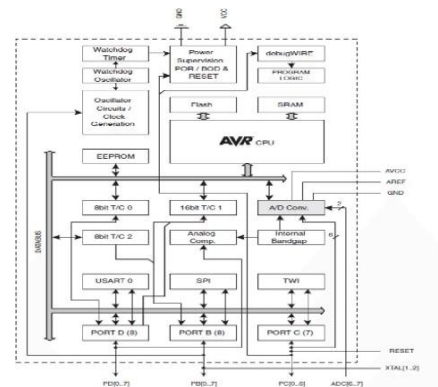 GND
VCC
Watchdog
Timer
Watchdog
Oscillator
Oscillator
Circuits /
Clock
Generation
Power
Supervision
POR / BOD &
RESET
debugWIRE
PROGRAM
LOGIC
Flash
SRAM
AVR CPU
EEPROM
AVCC
AREF
GND
8bit T/C 0
16bit T/C 1
A/D Conv.
2
8bit T/C 2
Analog
Comp.
Internal
Bandgap
6
DATABUS
USART 0
SPI
TWI
PORT D (8)
PORT B (8)
PORT C (7)
RESET
XTAL[1..2]
PD[0..7]
PB[0..7]
PC[0..6]
ADC[6..7]